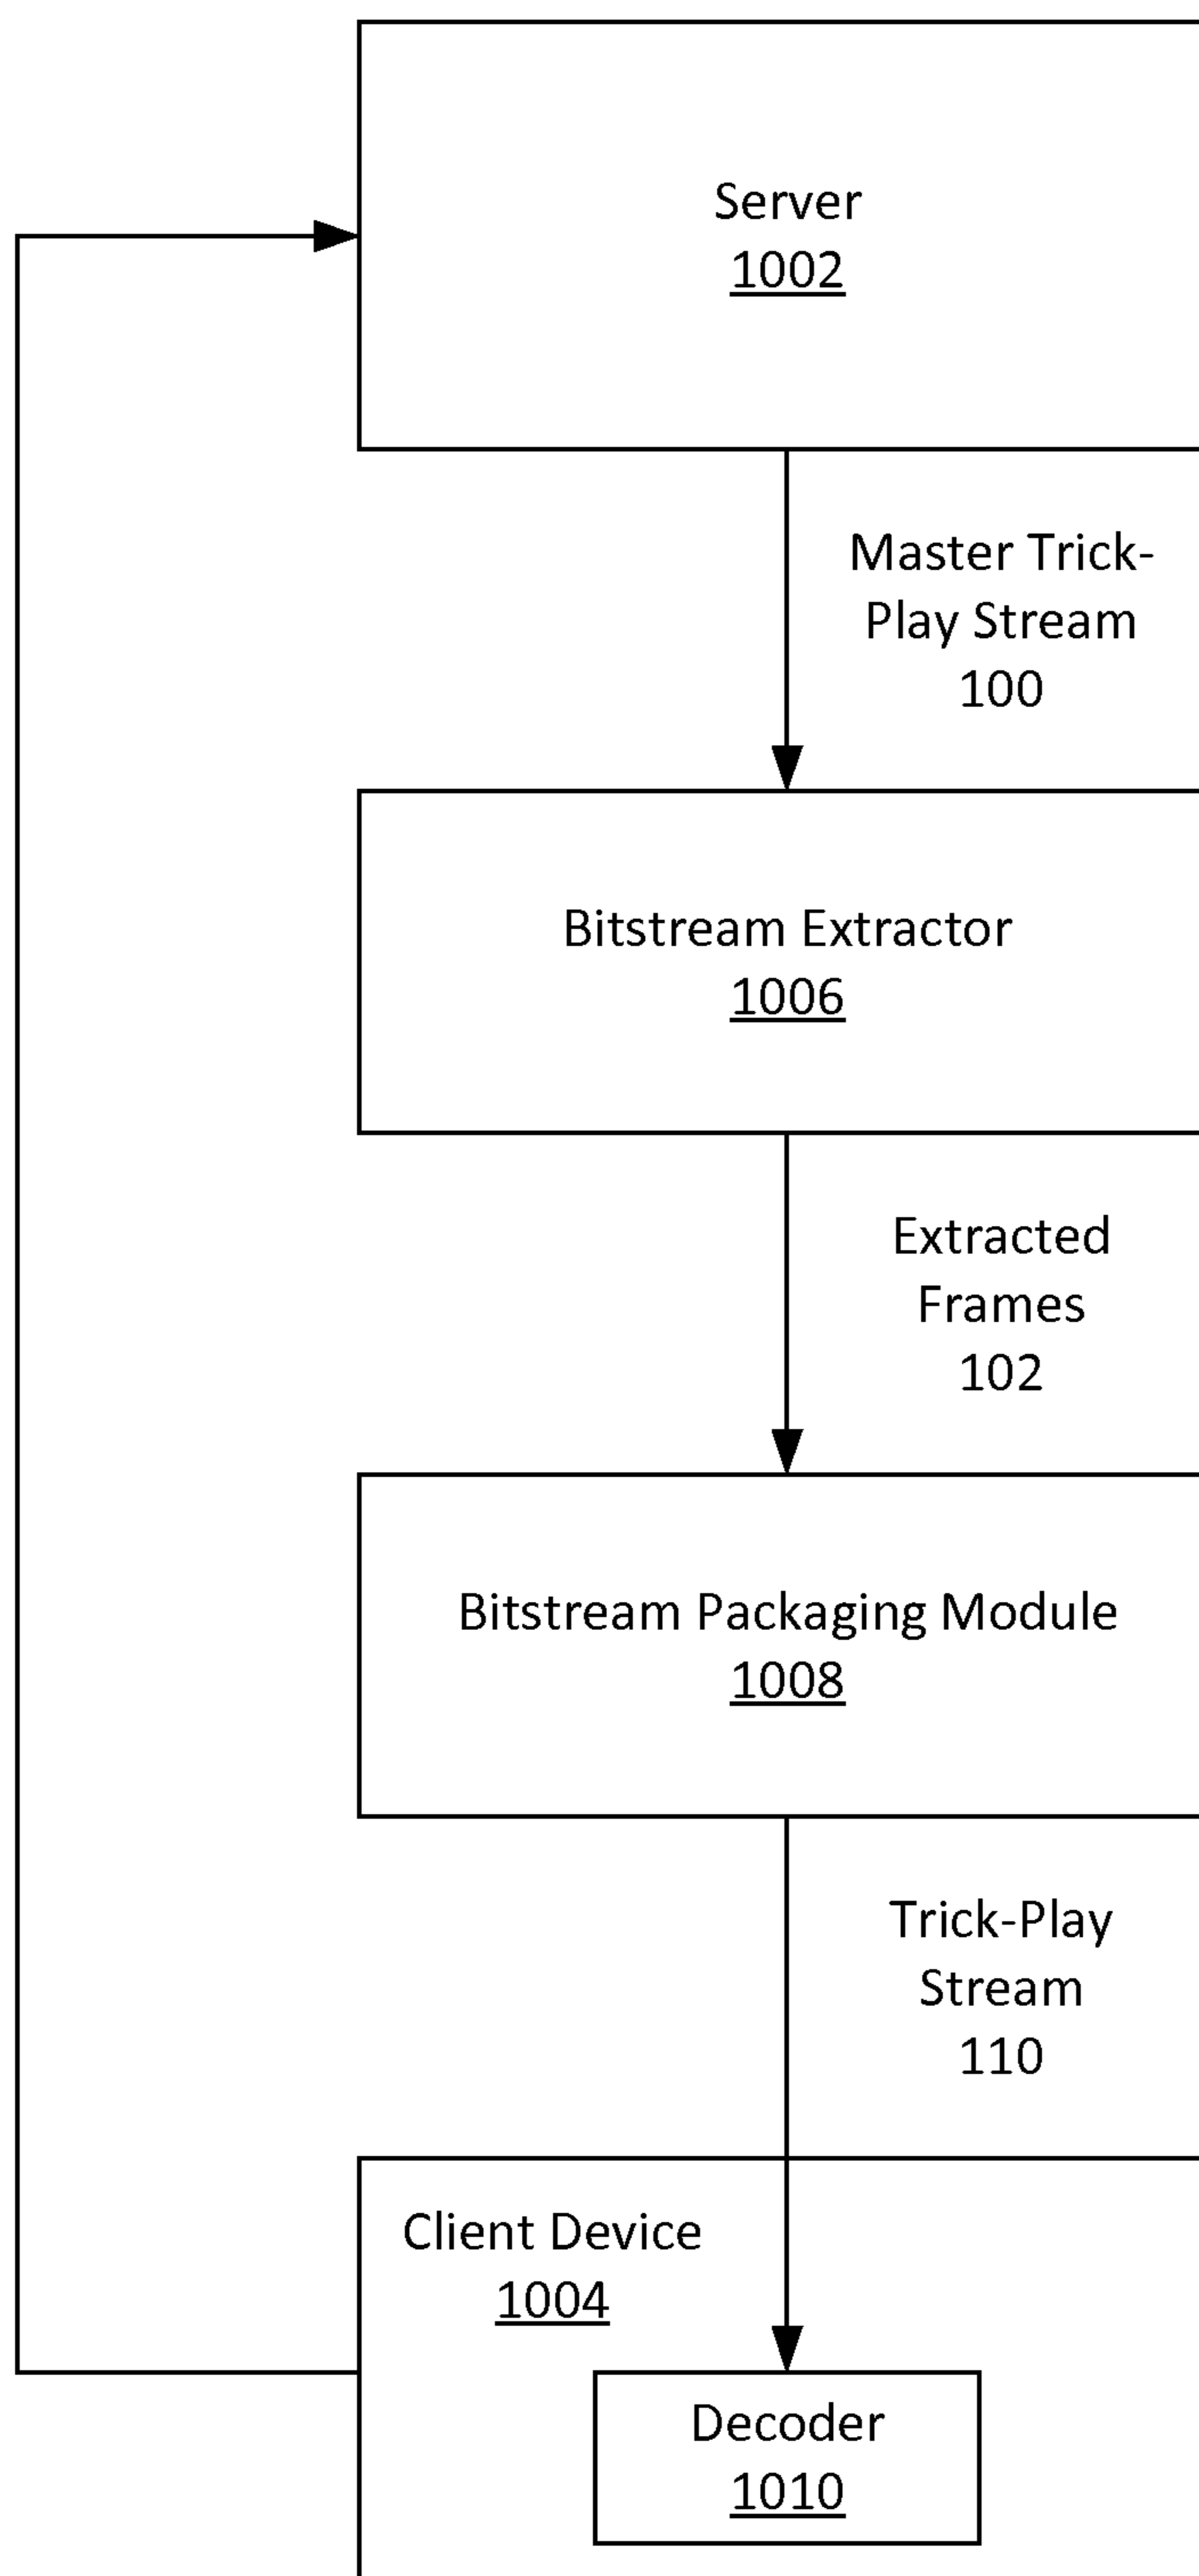 Server
1002
Master Trick-
Play Stream
100
Bitstream Extractor
1006
Extracted
Frames
102
Bitstream Packaging Module
1008
Trick-Play
Stream
110
Client Device
1004
Decoder
1010